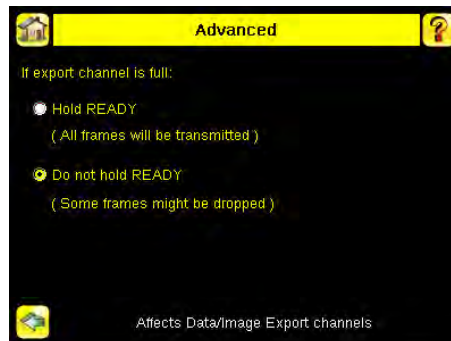 Advanced
?
If export channel is full:
Hold READY
( All frames will be transmitted )
Do not hold READY
( Some frames might be dropped )
Affects Data/Image Export channels